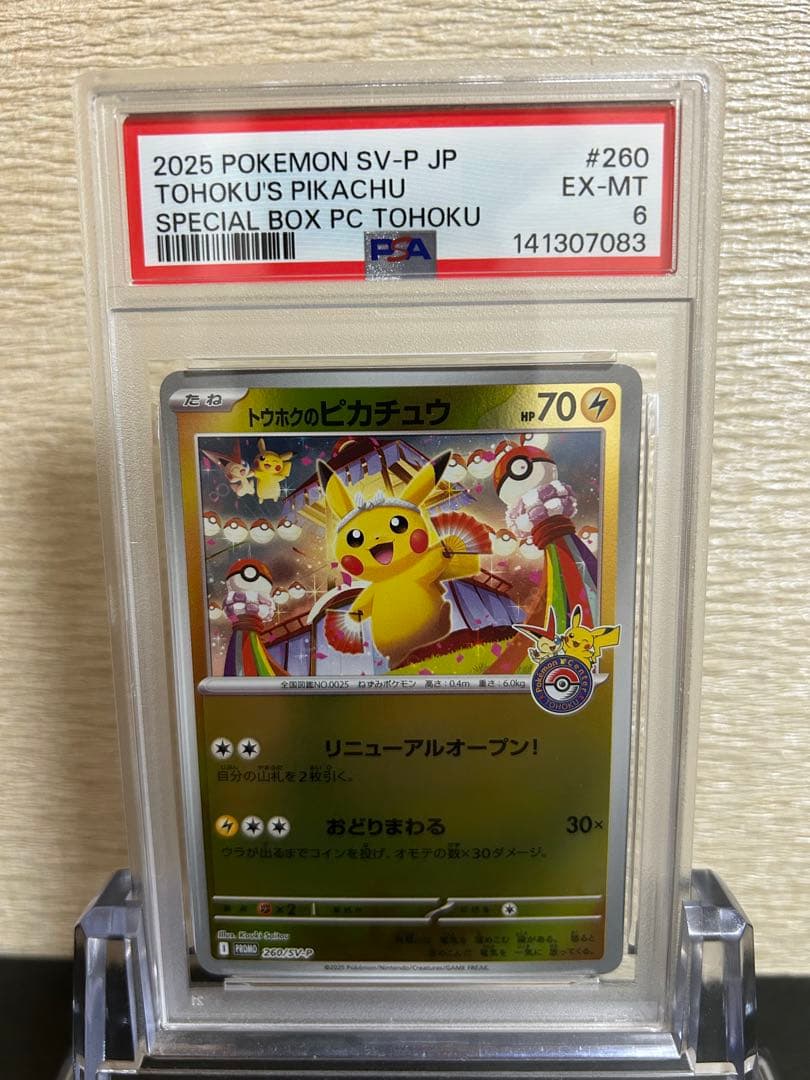 2025 POKEMON SV-P JP #260
TOHOKU'S PIKACHU EX-MT
SPECIAL BOX PC TOHOKU 6
PSA 141307083
たね
トウホクのピカチュウ HP70
全国図鑑NO.0025 ねずみポケモン 高さ:0.4m 重さ:6.0kg
Pokémon Center
TOHOKU
リニューアルオープン!
自分の山札を2枚引く。
おどりまわる 30×
ウラが出るまでコインを投げ、オモテの数×30ダメージ。
×2
Illus. Kouki Saitou
I PROMO 260/SV-P
©2025 Pokémon/Nintendo/Creatures/GAME FREAK
21